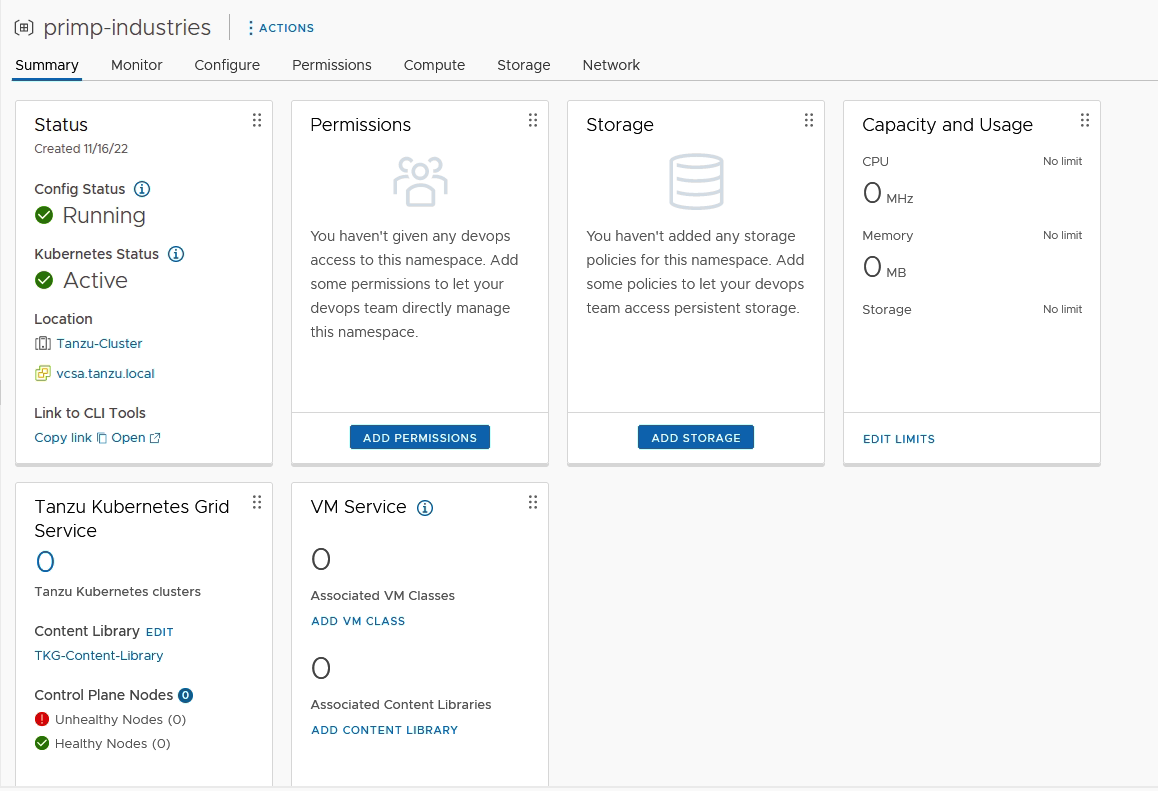 primp-industries
ACTIONS
Summary
Monitor
Configure
Permissions
Compute
Storage
Network
Status
Created 11/16/22
Config Status
Running
Kubernetes Status
Active
Location
Tanzu-Cluster
vcsa.tanzu.local
Link to CLI Tools
Copy link Open
Permissions
You haven't given any devops
access to this namespace. Add
some permissions to let your
devops team directly manage
this namespace.
ADD PERMISSIONS
Storage
You haven't added any storage
policies for this namespace. Add
some policies to let your devops
team access persistent storage.
ADD STORAGE
Capacity and Usage
CPU No limit
0 MHz
Memory No limit
0 MB
Storage No limit
EDIT LIMITS
Tanzu Kubernetes Grid
Service
0
Tanzu Kubernetes clusters
Content Library EDIT
TKG-Content-Library
Control Plane Nodes 0
Unhealthy Nodes (0)
Healthy Nodes (0)
VM Service
0
Associated VM Classes
ADD VM CLASS
0
Associated Content Libraries
ADD CONTENT LIBRARY